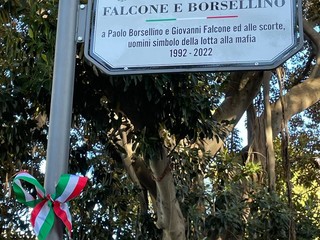 FALCONE E BORSELLINO
a Paolo Borsellino e Giovanni Falcone ed alle scorte,
uomini simbolo della lotta alla mafia
1992 - 2022